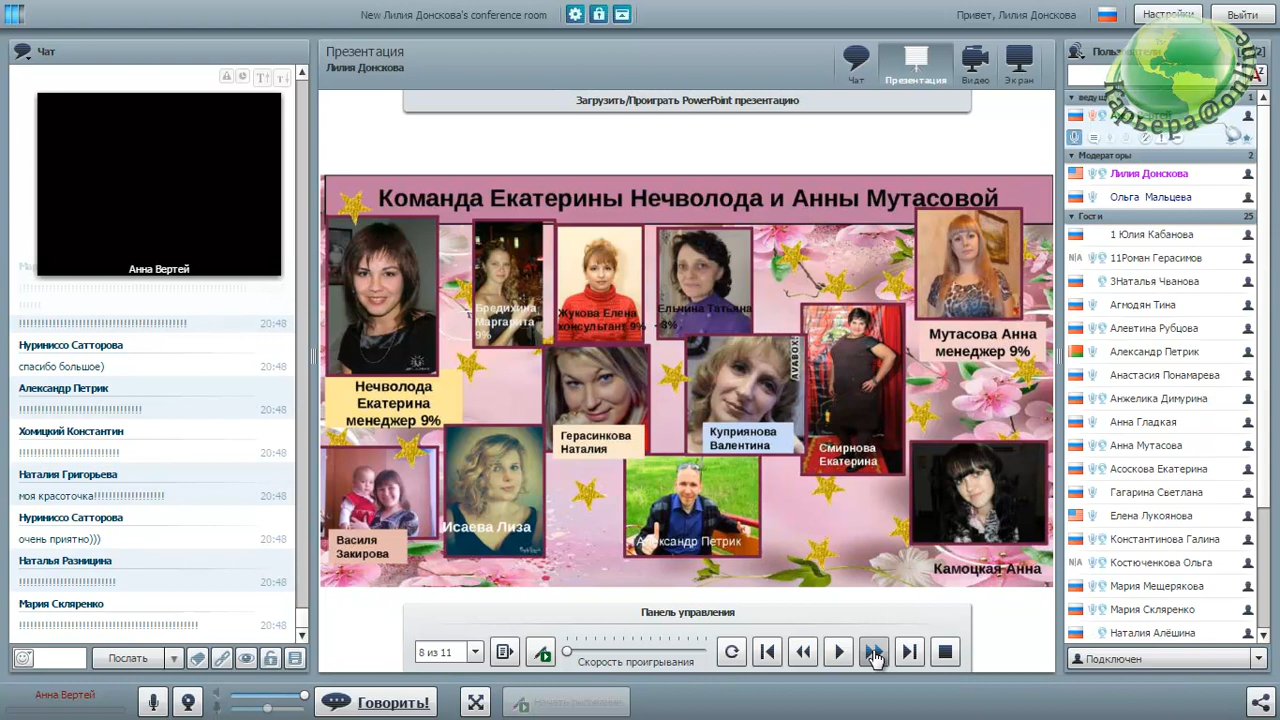 New Лилия Донскова's conference room
Привет, Лилия Донскова
Настройки
Выйти
Чат
Анна Вертей
!!!!!!!!!!!!!!!!!!!!!!!!!!!!!!!!!!!!!!!!!!! 20:48
Нуриниссо Сатторова
спасибо большое) 20:48
Александр Петрик
!!!!!!!!!!!!!!!!!!!!!!!!!!!!!!!! 20:48
Хомицкий Константин
!!!!!!!!!!!!!!!!!!!!!!!!!! 20:48
Наталия Григорьева
моя красоточка!!!!!!!!!!!!!!!!!! 20:48
Нуриниссо Сатторова
очень приятно))) 20:48
Наталья Разницина
!!!!!!!!!!!!!!!!!!!!!!!!! 20:48
Мария Скляренко
!!!!!!!!!!!!!!!!!!!!!!!!!!!!!!!!!!!!!!!!!!!!!! 20:48
Послать
Презентация
Лилия Донскова
Чат
Презентация
Видео
Экран
Загрузить/Проиграть PowerPoint презентацию
Команда Екатерины Нечволода и Анны Мутасовой
Бредихина
Маргарита
9%
Жукова Елена
консультант 9%
Ельчина Татьяна
- 3%
Мутасова Анна
менеджер 9%
Нечволода
Екатерина
менеджер 9%
Герасинкова
Наталия
AVABOX
Куприянова
Валентина
Смирнова
Екатерина
Василя
Закирова
Исаева Лиза
Александр Петрик
Камоцкая Анна
Панель управления
8 из 11
Скорость проигрывания
карьера@online
Модераторы 2
Лилия Донскова
Ольга Мальцева
Гости 25
1 Юлия Кабанова
N/A 11Роман Герасимов
3Наталья Чванова
Агмодян Тина
Алевтина Рубцова
Александр Петрик
Анастасия Понамарева
Анжелика Дмитрусина
Анна Гладкая
Анна Мутасова
Асоскова Екатерина
Гагарина Светлана
Елена Лукоянова
Константинова Галина
N/A Костюченкова Ольга
Мария Мещерякова
Мария Скляренко
Наталия Алёшина
Подключен
Анна Вертей
Говорить!